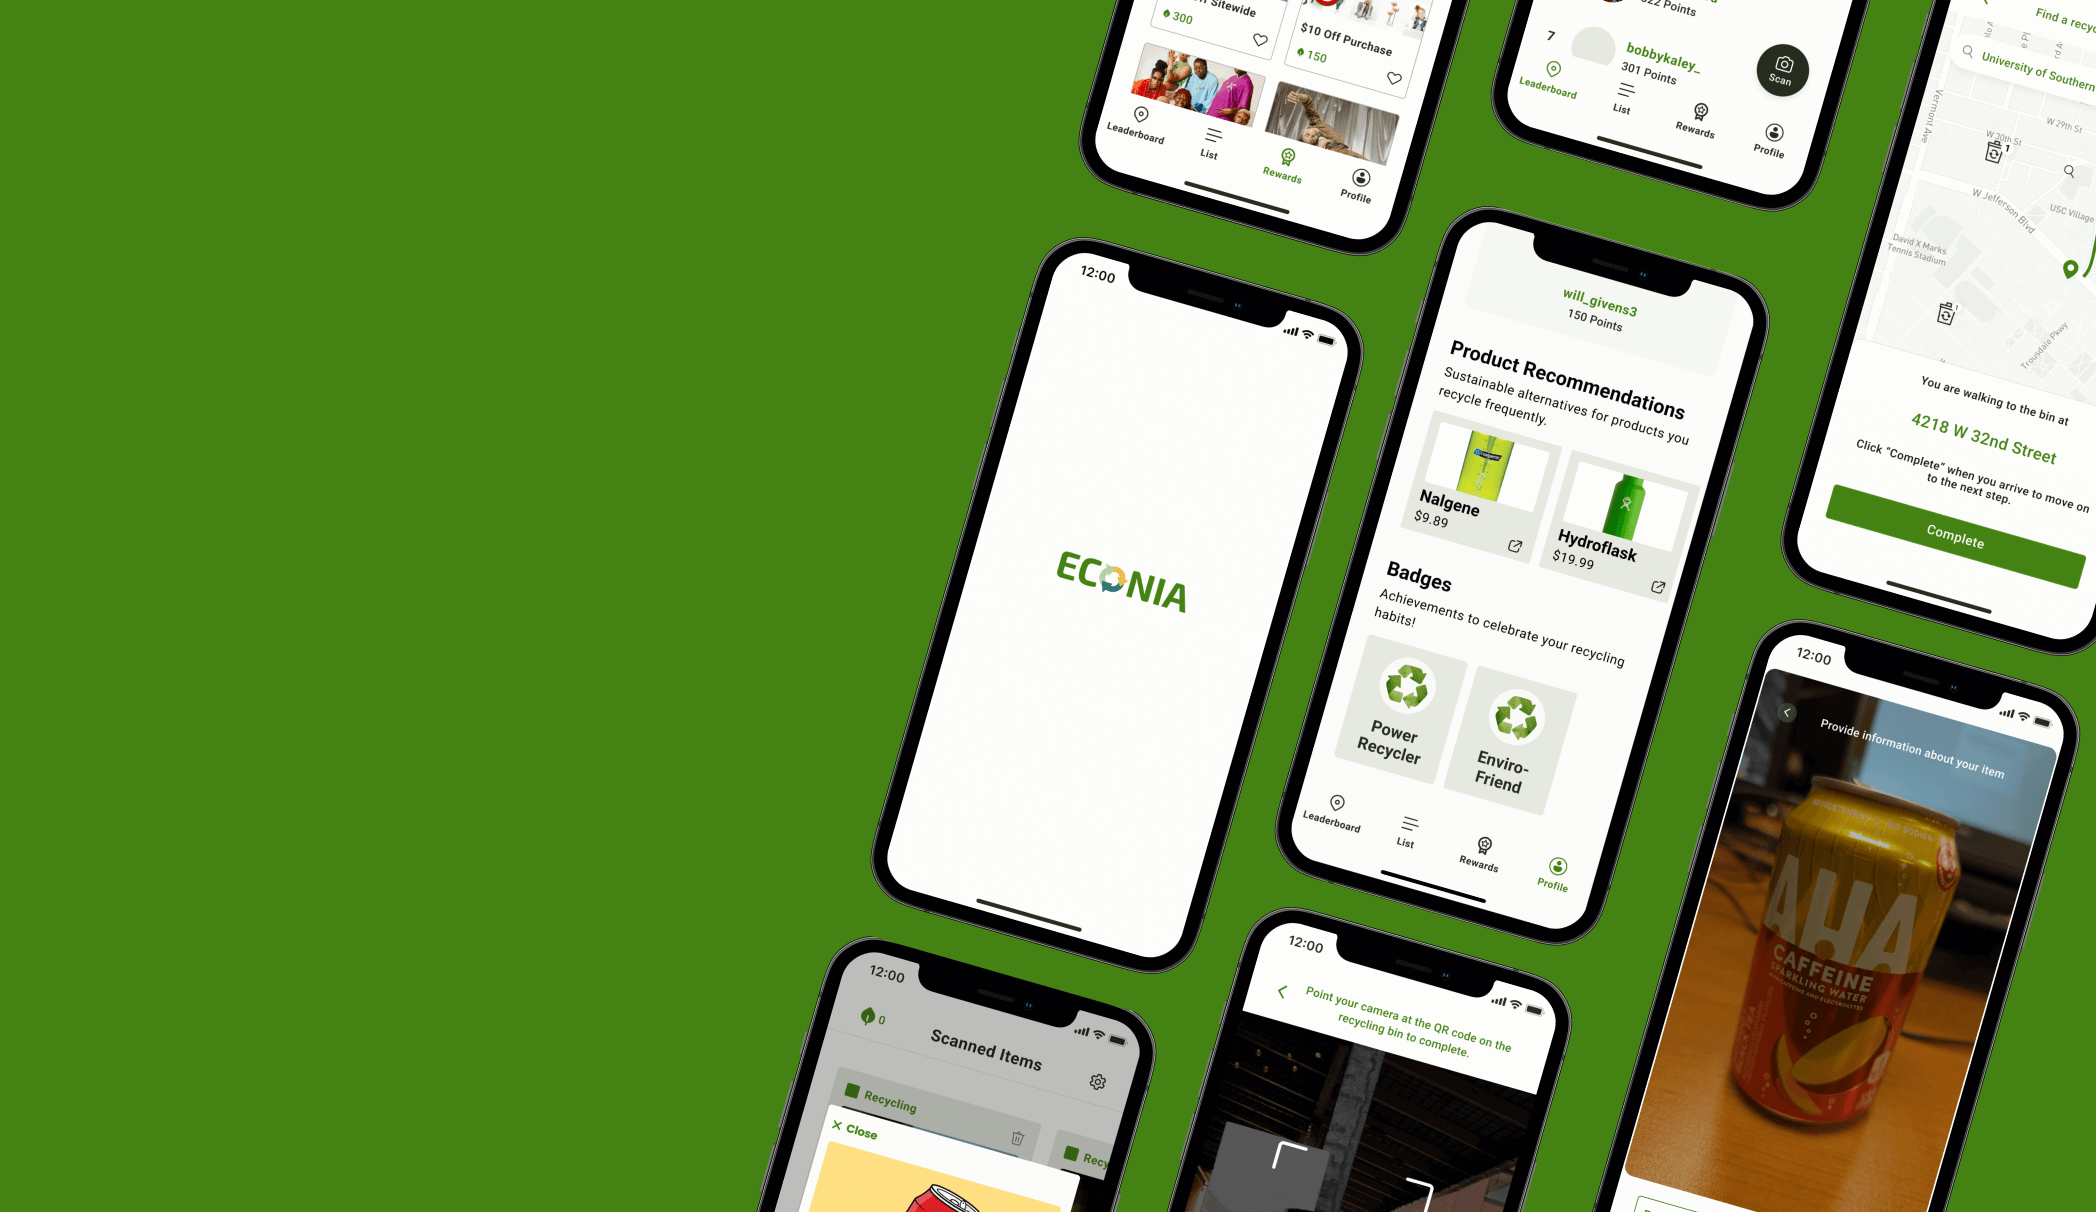 Sitewide
300
$10 Off Purchase
150
Leaderboard
List
Rewards
Profile
Points
7
bobbykaley_
301 Points
Scan
Leaderboard
List
Rewards
Profile
Find a recyc
University of Southern
Vermont Ave
W 29th St
W 30th St
1
W Jefferson Blvd
USC Village
David X Marks
Tennis Stadium
Trousdale Pkwy
You are walking to the bin at
4218 W 32nd Street
Click "Complete" when you arrive to move on
to the next step.
Complete
12:00
ECONIA
will_givens3
150 Points
Product Recommendations
Sustainable alternatives for products you
recycle frequently.
Nalgene
$9.89
Hydroflask
$19.99
Badges
Achievements to celebrate your recycling
habits!
Power
Recycler
Enviro-
Friend
Leaderboard
List
Rewards
Profile
12:00
Provide information about your item
AHA
CAFFEINE
SPARKLING WATER
12:00
0
Scanned Items
Recycling
Close
Recy
12:00
Point your camera at the QR code on the
recycling bin to complete.